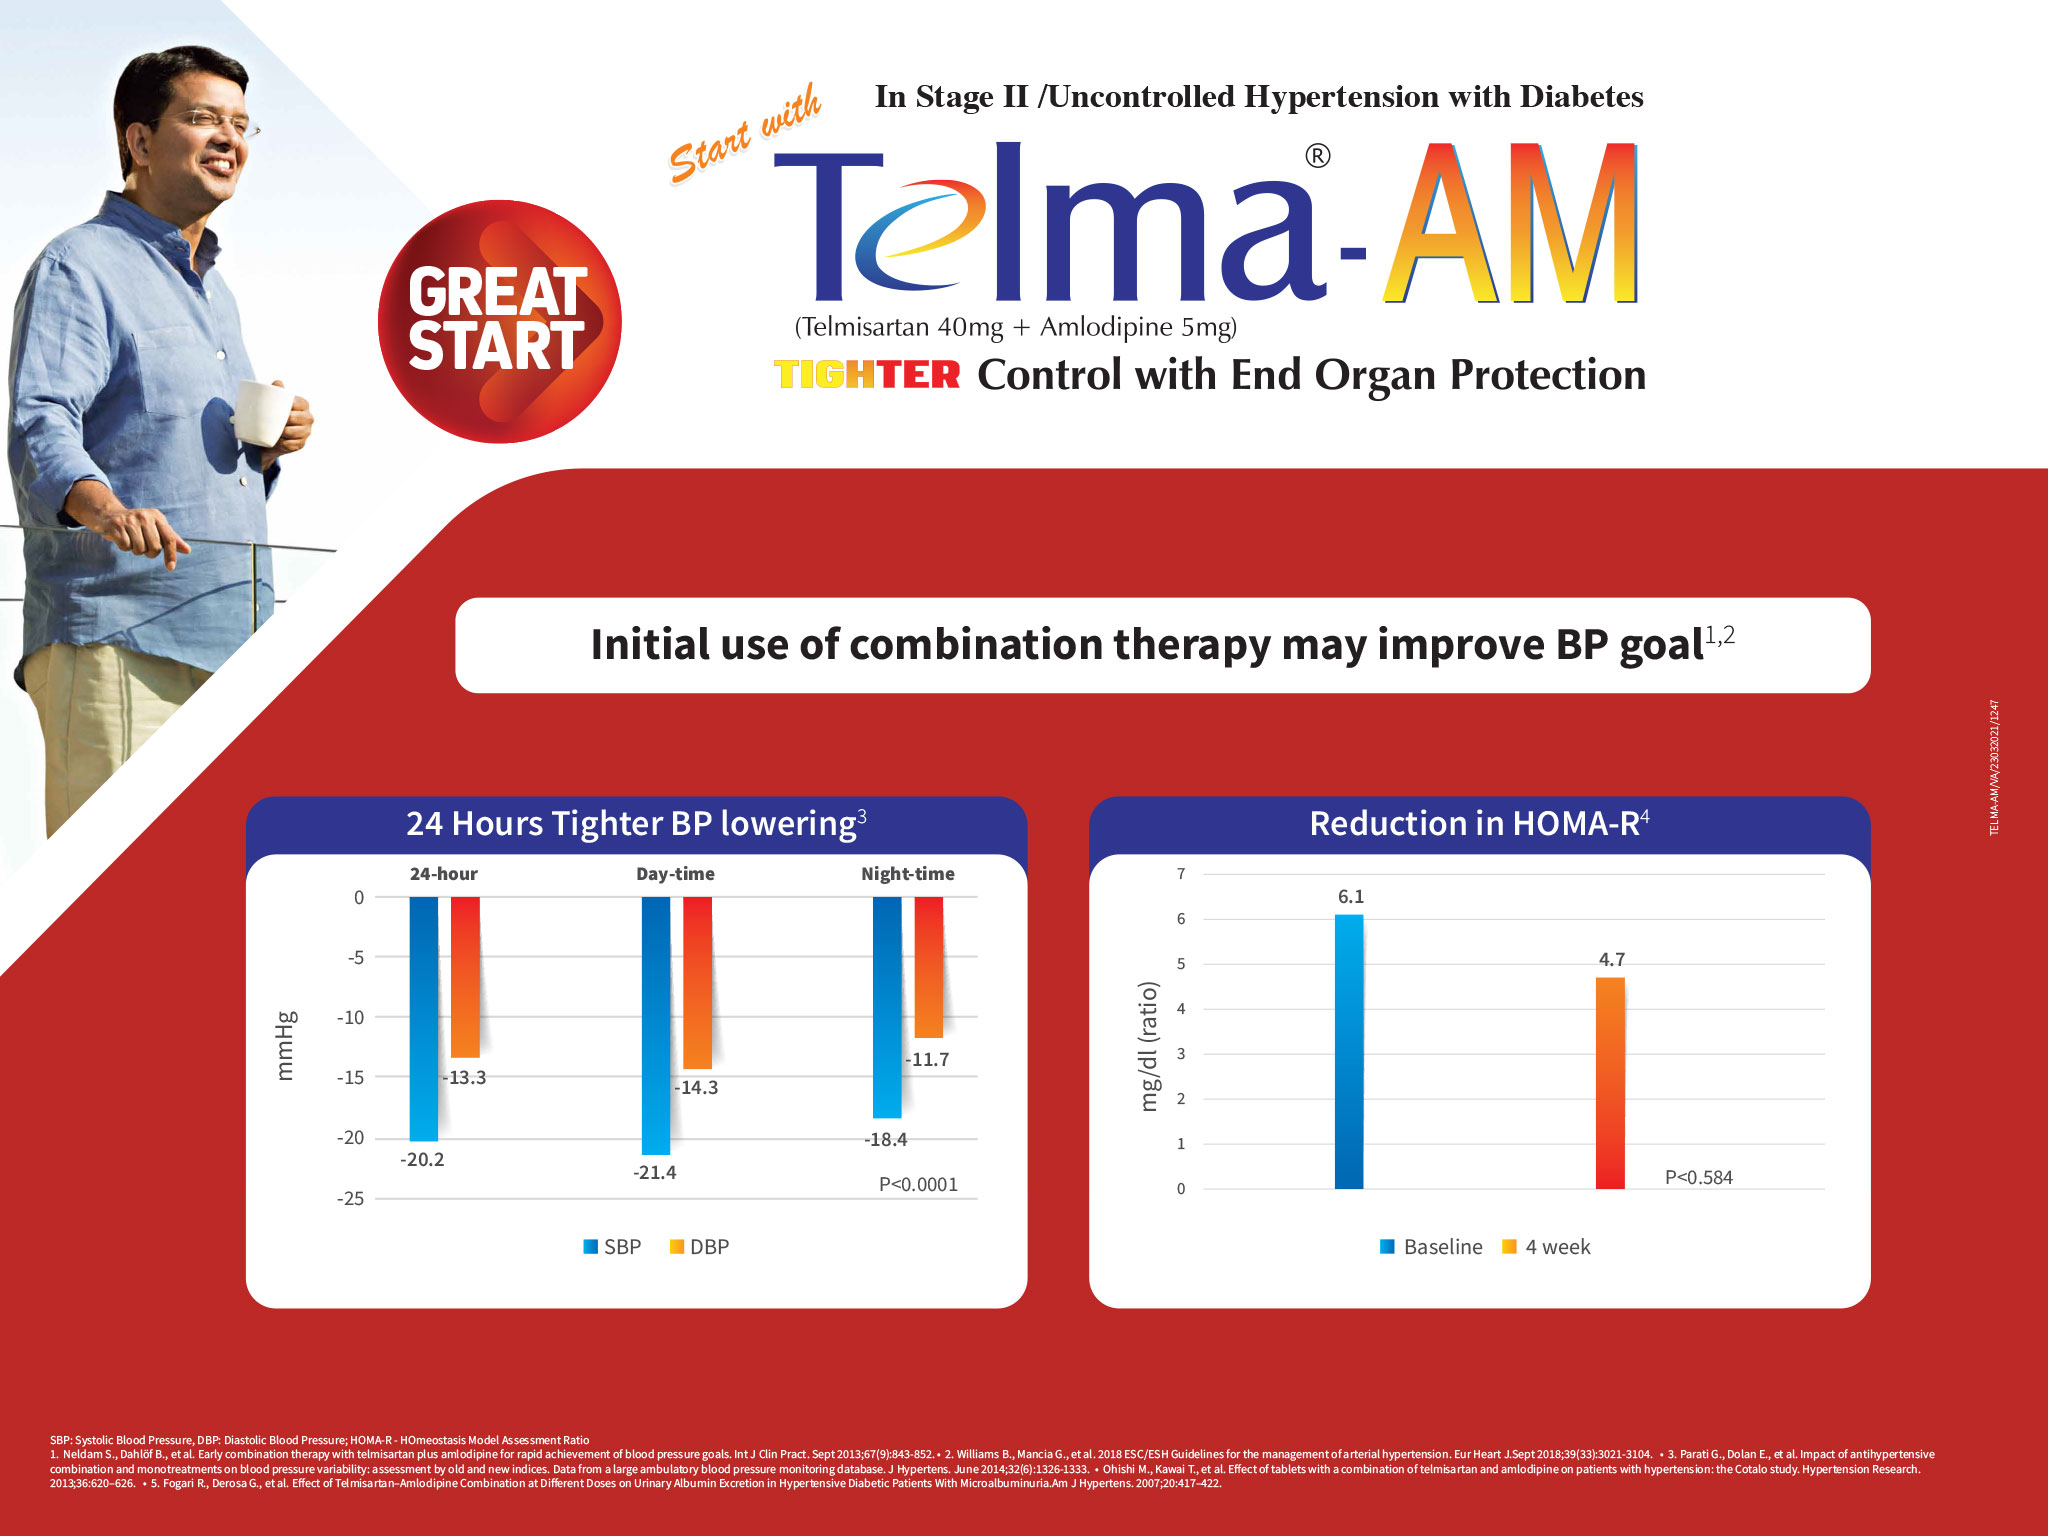 In Stage II /Uncontrolled Hypertension with Diabetes
Start with
Telma®-AM
(Telmisartan 40mg + Amlodipine 5mg)
TIGHTER Control with End Organ Protection
GREAT
START
Initial use of combination therapy may improve BP goal1,2
TELMA-AM/VA/23032021/1247
24 Hours Tighter BP lowering3
24-hour Day-time Night-time
0
-5
-10
-15
-20
-25
mmHg
-20.2
-13.3
-21.4
-14.3
-18.4
-11.7
P<0.0001
SBP DBP
Reduction in HOMA-R4
7
6
5
4
3
2
1
0
mg/dl (ratio)
6.1
4.7
P<0.584
Baseline 4 week
SBP: Systolic Blood Pressure, DBP: Diastolic Blood Pressure; HOMA-R - HOmeostasis Model Assessment Ratio
1. Neldam S., Dahlöf B., et al. Early combination therapy with telmisartan plus amlodipine for rapid achievement of blood pressure goals. Int J Clin Pract. Sept 2013;67(9):843-852. • 2. Williams B., Mancia G., et al. 2018 ESC/ESH Guidelines for the management of arterial hypertension. Eur Heart J.Sept 2018;39(33):3021-3104. • 3. Parati G., Dolan E., et al. Impact of antihypertensive
combination and monotreatments on blood pressure variability: assessment by old and new indices. Data from a large ambulatory blood pressure monitoring database. J Hypertens. June 2014;32(6):1326-1333. • Ohishi M., Kawai T., et al. Effect of tablets with a combination of telmisartan and amlodipine on patients with hypertension: the Cotalo study. Hypertension Research.
2013;36:620–626. • 5. Fogari R., Derosa G., et al. Effect of Telmisartan–Amlodipine Combination at Different Doses on Urinary Albumin Excretion in Hypertensive Diabetic Patients With Microalbuminuria.Am J Hypertens. 2007;20:417–422.